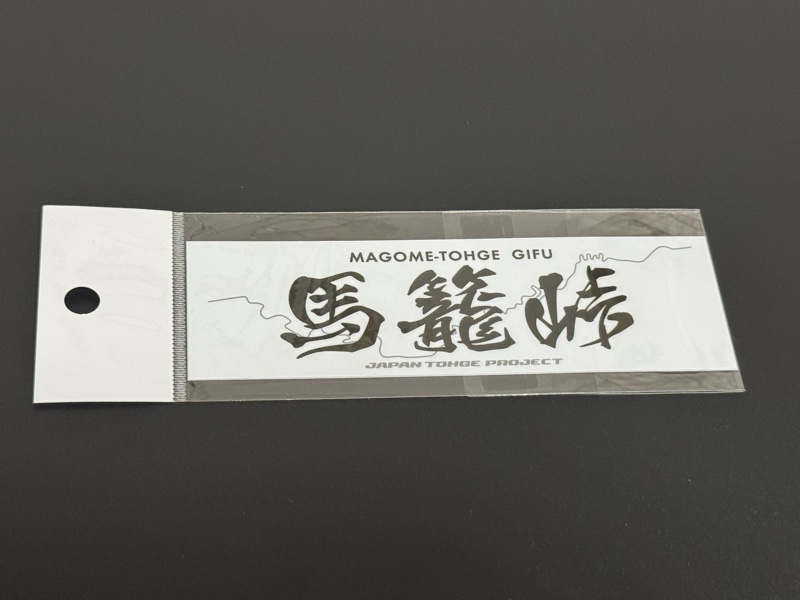 MAGOME-TOHGE GIFU
馬籠峠
JAPAN TOHGE PROJECT